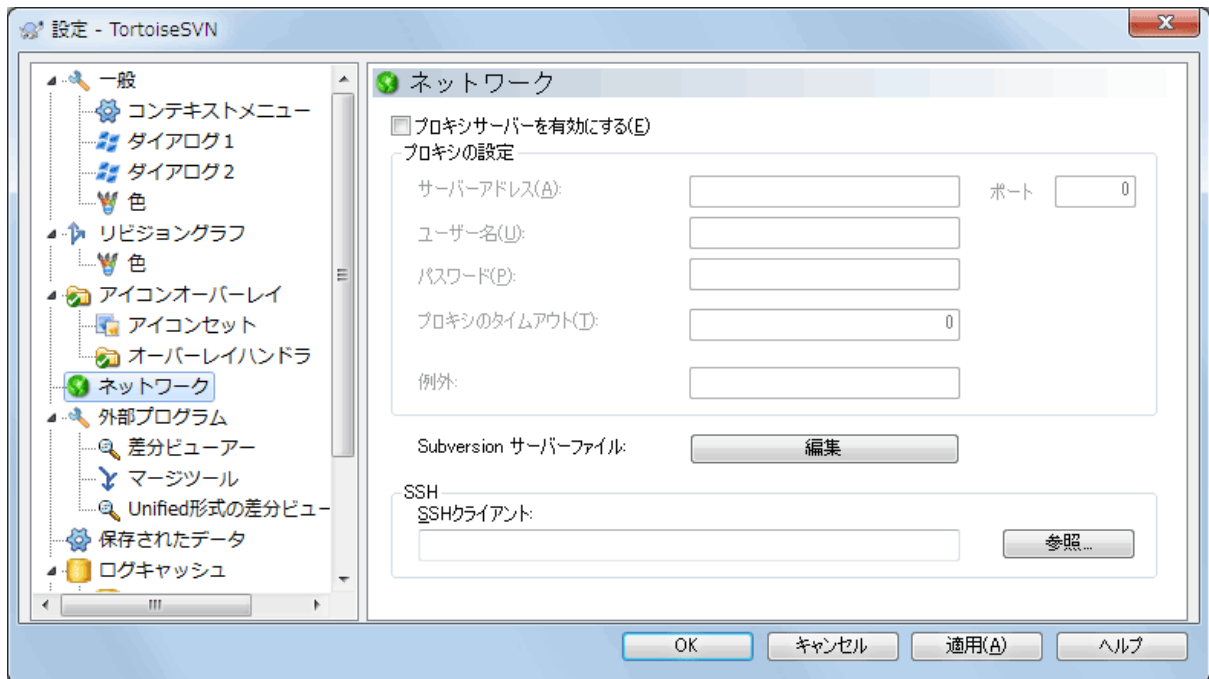 設定 - TortoiseSVN
一般
コンテキストメニュー
ダイアログ1
ダイアログ2
色
リビジョングラフ
色
アイコンオーバーレイ
アイコンセット
オーバーレイハンドラ
ネットワーク
外部プログラム
差分ビューアー
マージツール
Unified形式の差分ビュー
保存されたデータ
ログキャッシュ
ネットワーク
プロキシサーバーを有効にする(E)
プロキシの設定
サーバーアドレス(A):
ポート
0
ユーザー名(U):
パスワード(P):
プロキシのタイムアウト(T):
0
例外:
Subversion サーバーファイル:
編集
SSH
SSHクライアント:
参照...
OK
キャンセル
適用(A)
ヘルプ